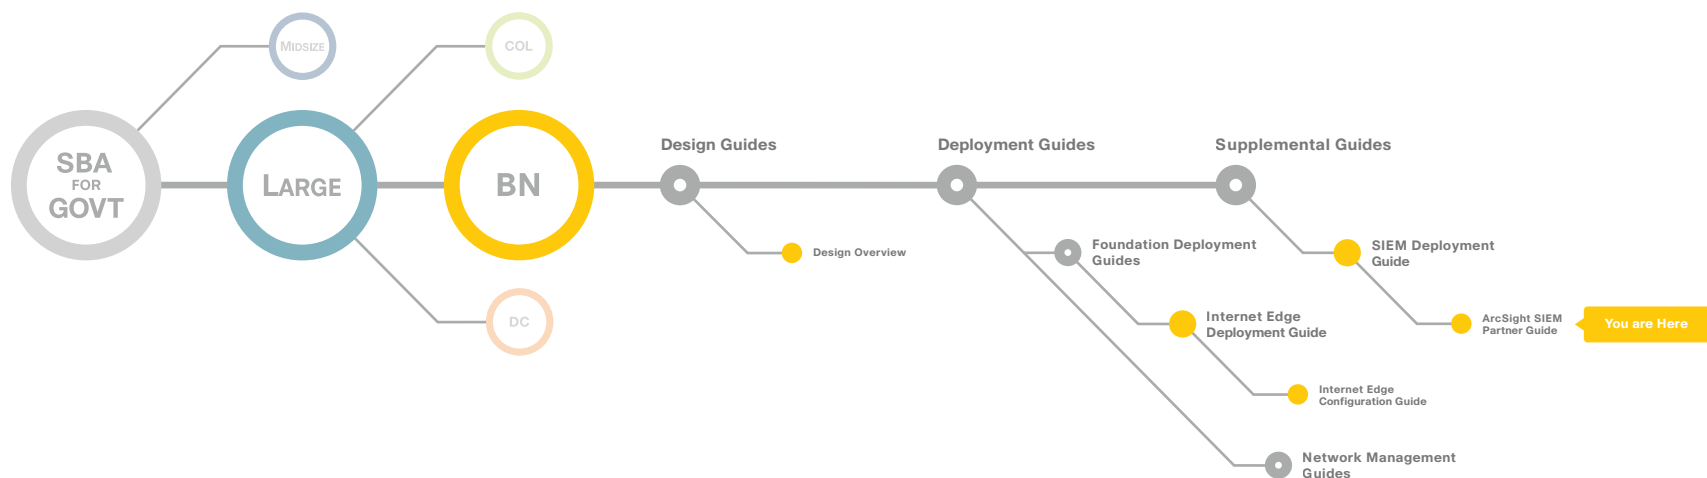 MIDSIZE
COL
SBA
FOR
GOVT
LARGE
BN
DC
Design Guides
Design Overview
Deployment Guides
Foundation Deployment
Guides
Internet Edge
Deployment Guide
Internet Edge
Configuration Guide
Network Management
Guides
Supplemental Guides
SIEM Deployment
Guide
ArcSight SIEM
Partner Guide
You are Here